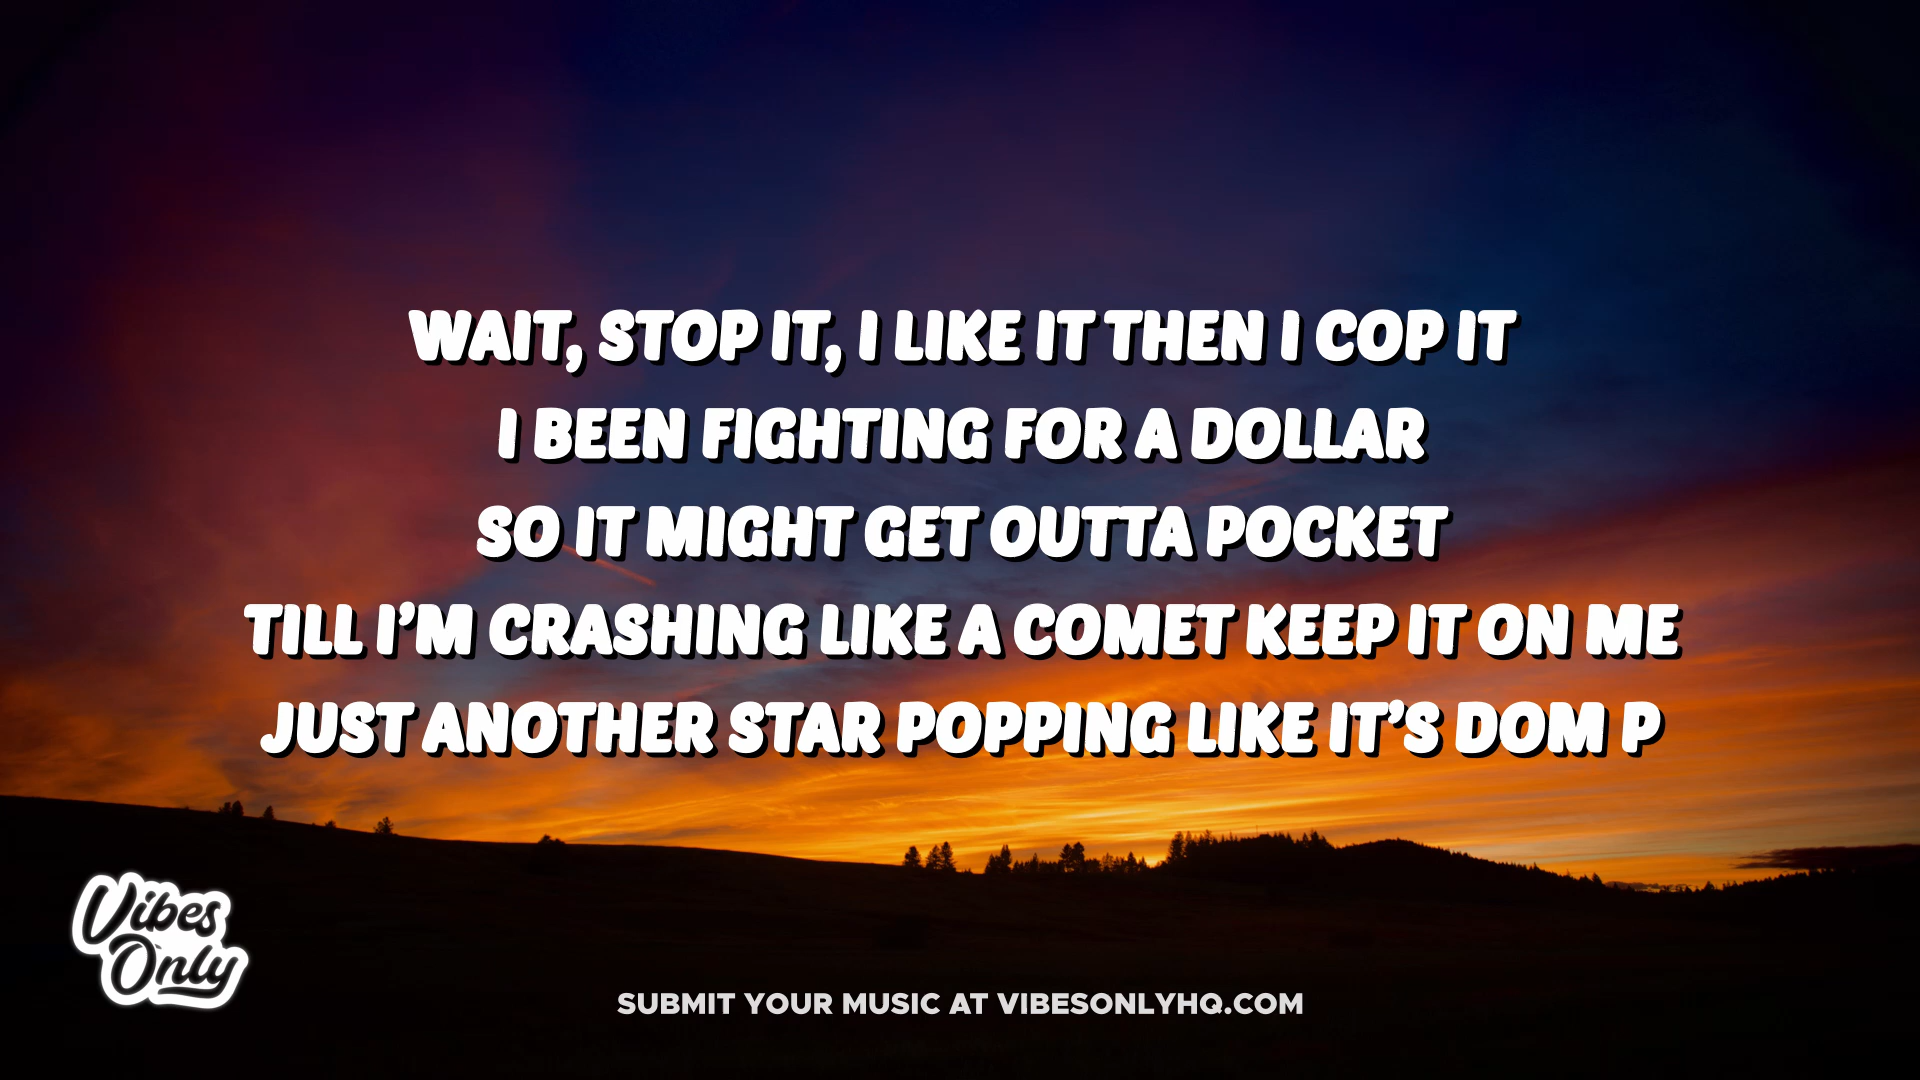 WAIT, STOP IT, I LIKE IT THEN I COP IT
I BEEN FIGHTING FOR A DOLLAR
SO IT MIGHT GET OUTTA POCKET
TILL I’M CRASHING LIKE A COMET KEEP IT ON ME
JUST ANOTHER STAR POPPING LIKE IT’S DOM P
Vibes
Only
SUBMIT YOUR MUSIC AT VIBESONLYHQ.COM